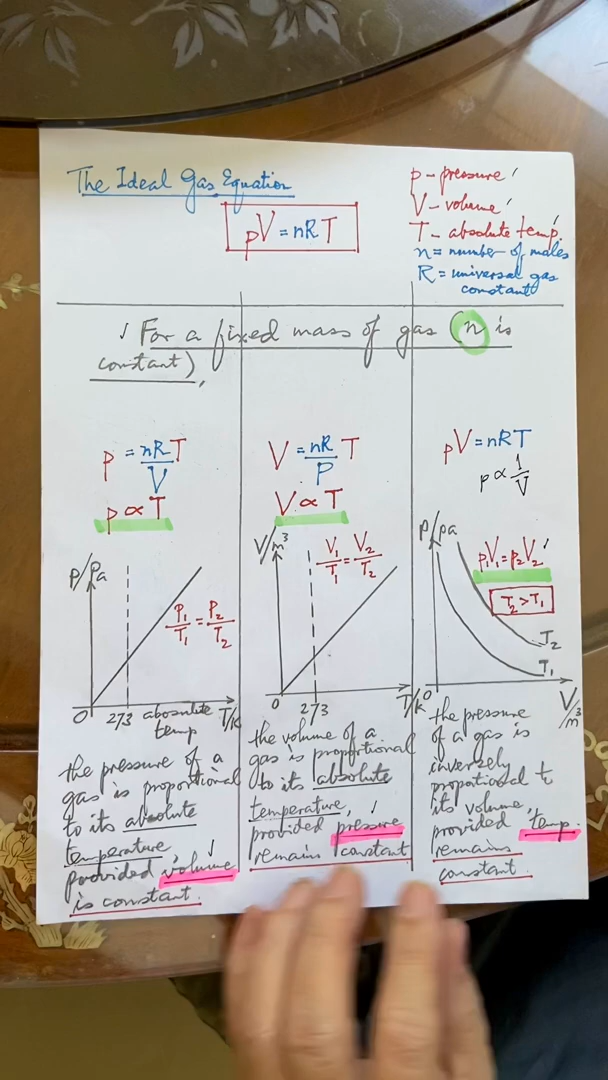 The Ideal Gas Equation
pV = nRT
p - pressure
V - volume
T - absolute temp.
n = number of moles
R = universal gas
constant
For a fixed mass of gas (n is
constant),
p = nR/V T
p ∝ T
P/Pa
P₁/T₁ = P₂/T₂
0
273
absolute
temp
T/K
the pressure of a
gas is proportional
to its absolute
temperature
provided volume
is constant.
V = nR/P T
V ∝ T
V/m³
V₁/T₁ = V₂/T₂
0
273
T/K
the volume of a
gas is proportional
to its absolute
temperature,
provided pressure
remains constant
pV = nRT
p ∝ 1/V
P/pa
p₁V₁ = p₂V₂
T₂ > T₁
T₂
T₁
0
V/m³
the pressure
of a gas is
inversely
propotional to
its volume,
provided temp.
remains
constant.